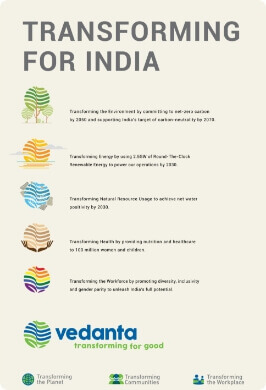 TRANSFORMING
FOR INDIA
Transforming the Environment by committing to net-zero carbon
by 2050 and supporting India's target of carbon-neutrality by 2070.
Transforming Energy by using 2.5GW of Round-The-Clock
Renewable Energy to power our operations by 2030.
Transforming Natural Resource Usage to achieve net water
positivity by 2030.
Transforming Health by providing nutrition and healthcare
to 100 million women and children.
Transforming the Workforce by promoting diversity, inclusivity
and gender parity to unleash India's full potential.
vedanta
transforming for good
Transforming
the Planet
Transforming
Communities
Transforming
the Workplace